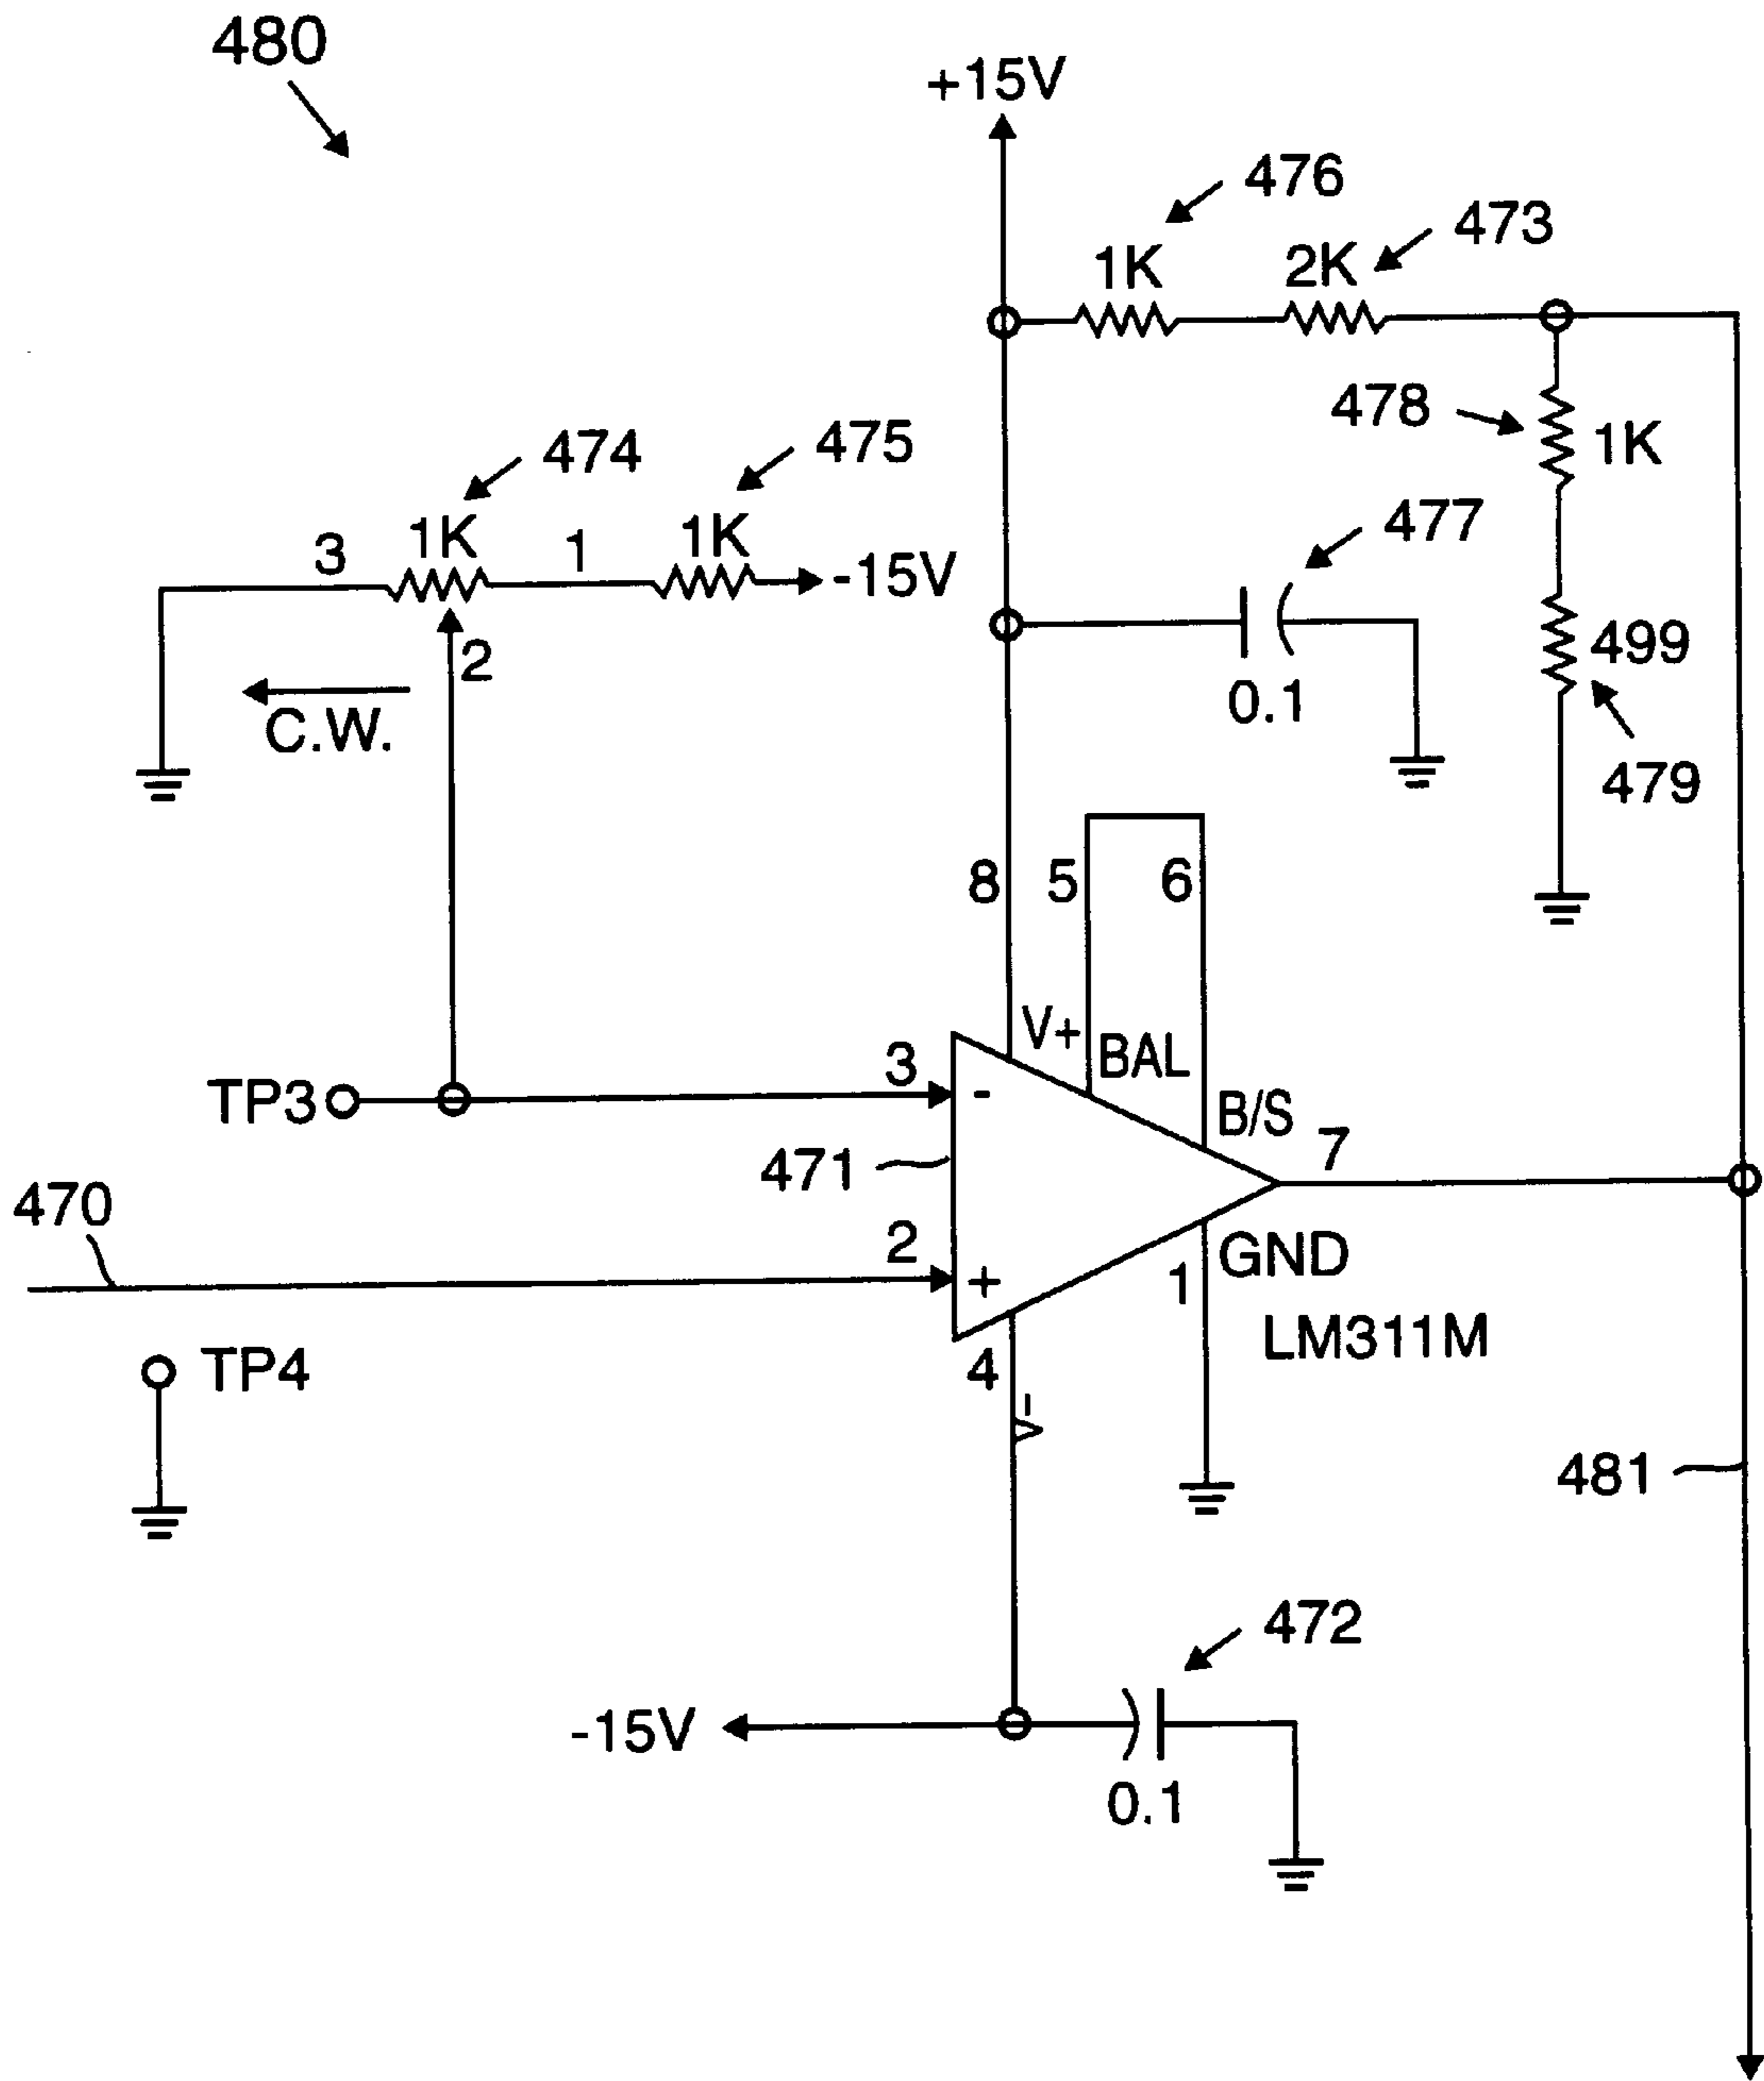 480
+15V
476
473
1K
2K
478
1K
474
475
477
3
1K
1
1K
-15V
2
499
C.W.
0.1
479
8
5
6
V+
BAL
3
-
TP3
B/S
7
471
470
2
+
GND
1
LM311M
TP4
4
V-
481
472
-15V
0.1